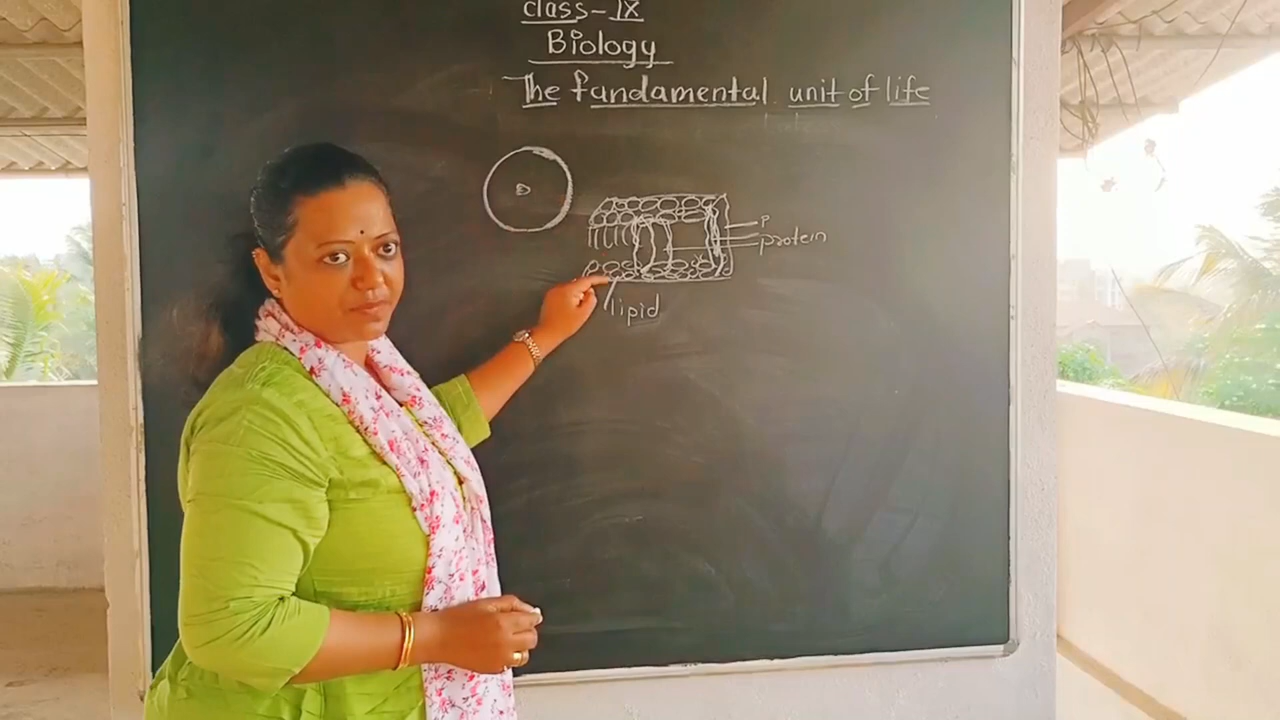 class-IX
Biology
The fundamental unit of life
P
protein
lipid